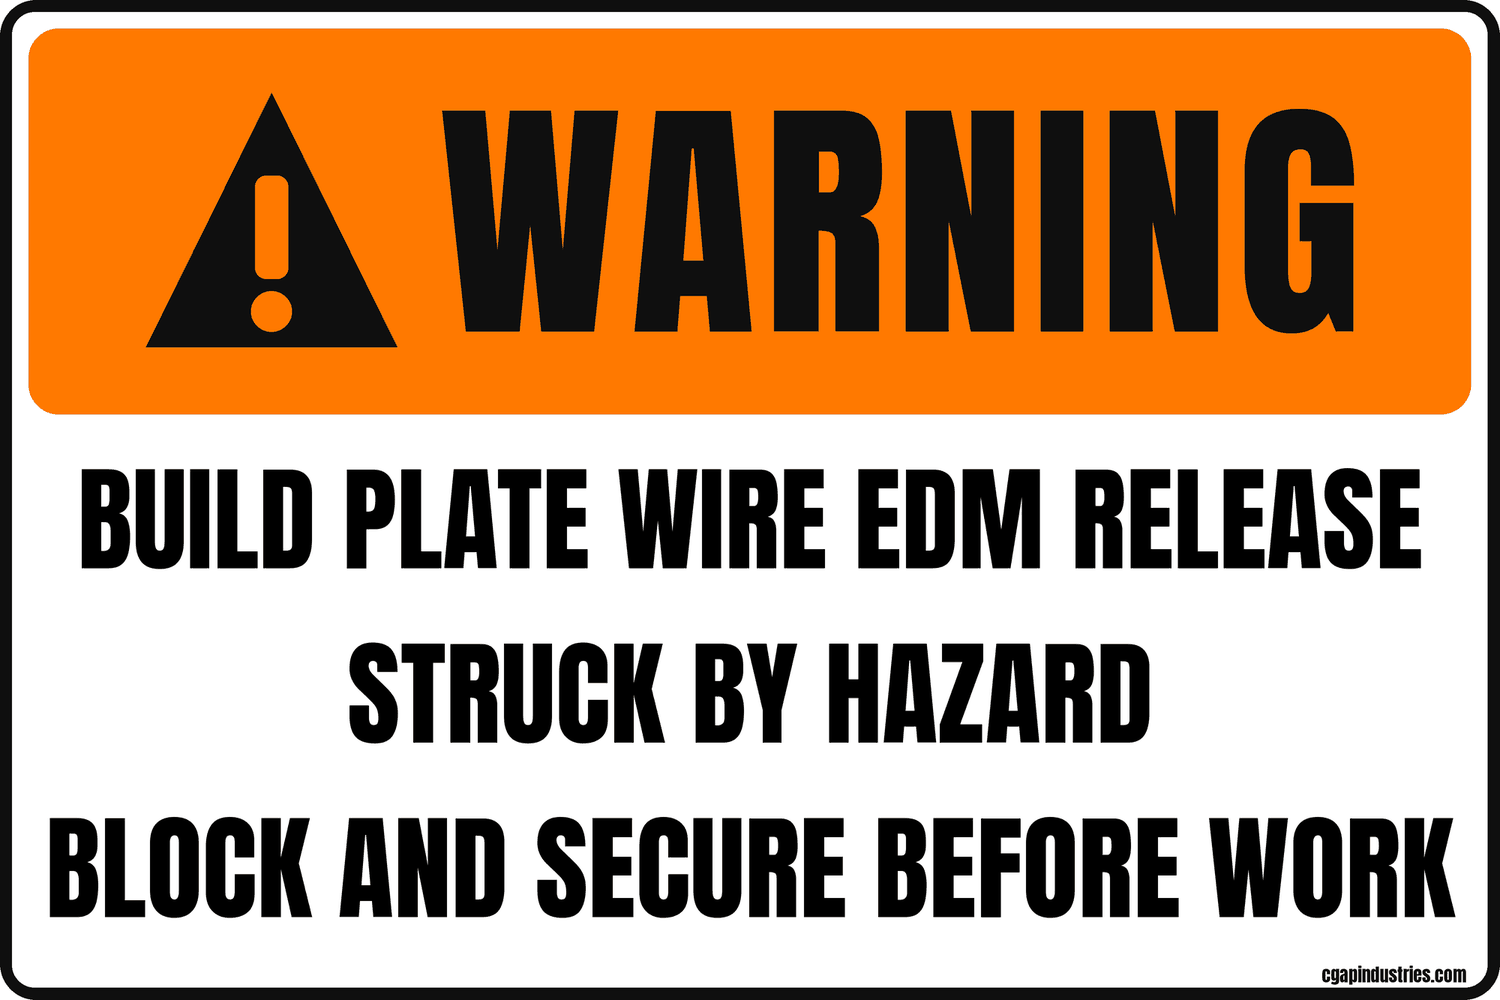 WARNING
BUILD PLATE WIRE EDM RELEASE
STRUCK BY HAZARD
BLOCK AND SECURE BEFORE WORK
cgapindustries.com